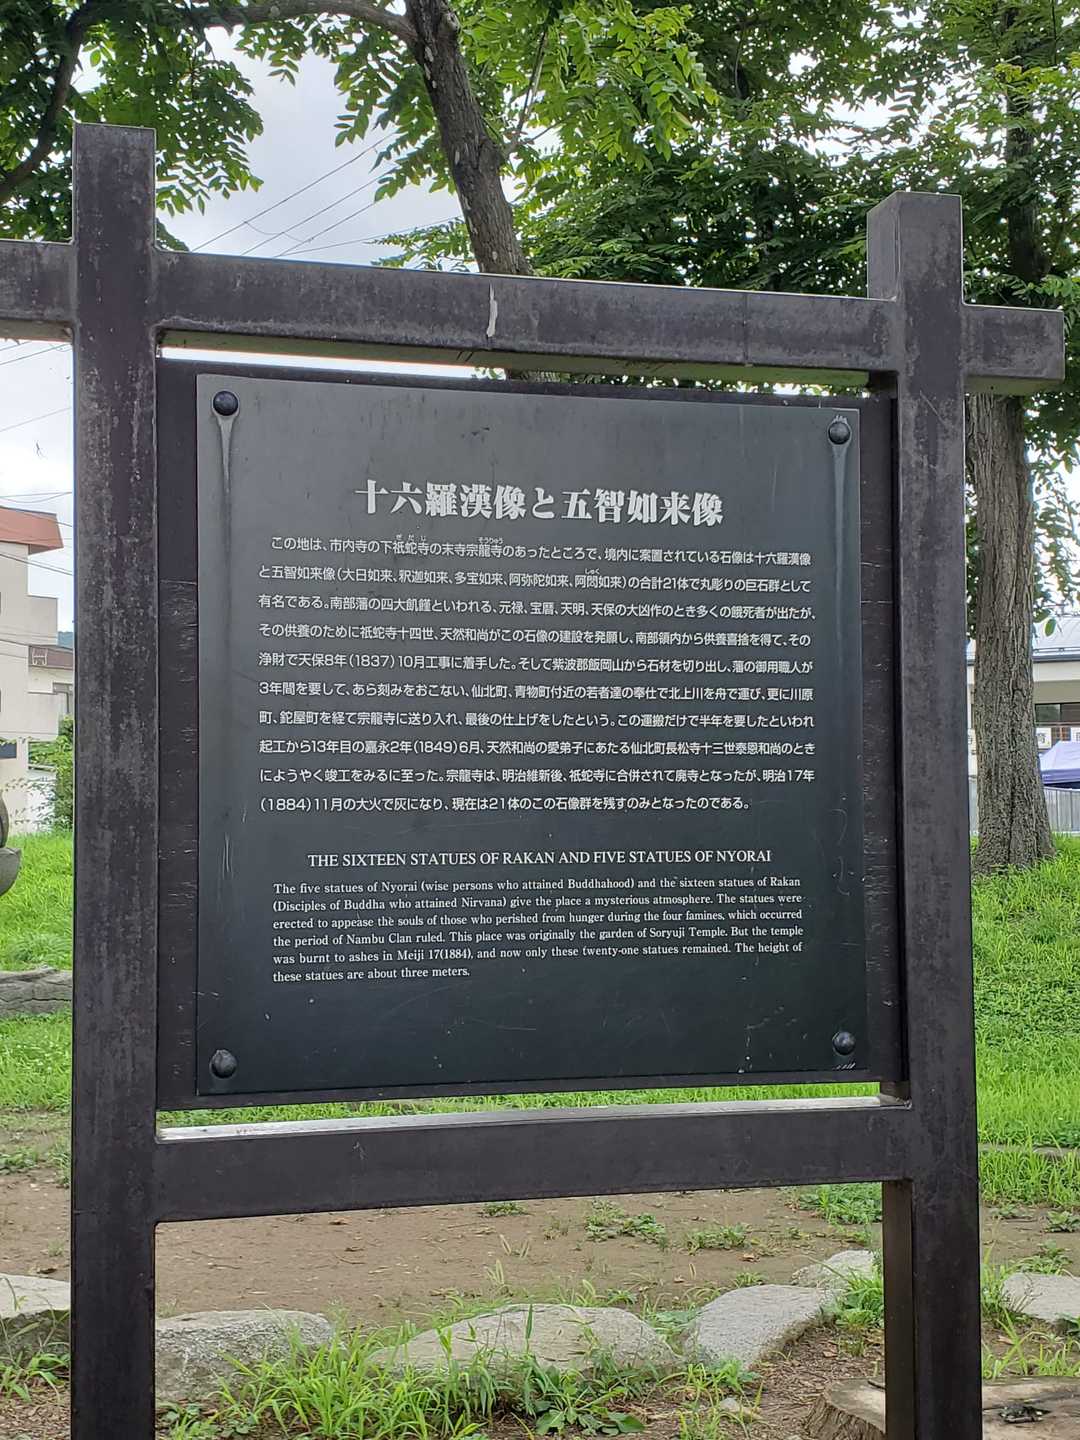 十六羅漢像と五智如来像
この地は、市内寺の下祇蛇寺の末寺宗龍寺のあったところで、境内に案置されている石像は十六羅漢像
と五智如来像(大日如来、釈迦如来、多宝如来、阿弥陀如来、阿閦如来)の合計21体で丸彫りの巨石群として
有名である。南部藩の四大飢饉といわれる、元禄、宝暦、天明、天保の大凶作のとき多くの餓死者が出たが、
その供養のために祇蛇寺十四世、天然和尚がこの石像の建設を発願し、南部領内から供養喜捨を得て、その
浄財で天保8年(1837)10月工事に着手した。そして紫波郡飯岡山から石材を切り出し、藩の御用職人が
3年間を要して、あら刻みをおこない、仙北町、青物町付近の若者達の奉仕で北上川を舟で運び、更に川原
町、鉈屋町を経て宗龍寺に送り入れ、最後の仕上げをしたという。この運搬だけで半年を要したといわれ
起工から13年目の嘉永2年(1849)6月、天然和尚の愛弟子にあたる仙北町長松寺十三世泰恩和尚のとき
にようやく竣工をみるに至った。宗龍寺は、明治維新後、祇蛇寺に合併されて廃寺となったが、明治17年
(1884)11月の大火で灰になり、現在は21体のこの石像群を残すのみとなったのである。
THE SIXTEEN STATUES OF RAKAN AND FIVE STATUES OF NYORAI
The five statues of Nyorai (wise persons who attained Buddhahood) and the sixteen statues of Rakan
(Disciples of Buddha who attained Nirvana) give the place a mysterious atmosphere. The statues were
erected to appease the souls of those who perished from hunger during the four famines, which occurred
the period of Nambu Clan ruled. This place was originally the garden of Soryuji Temple. But the temple
was burnt to ashes in Meiji 17(1884), and now only these twenty-one statues remained. The height of
these statues are about three meters.